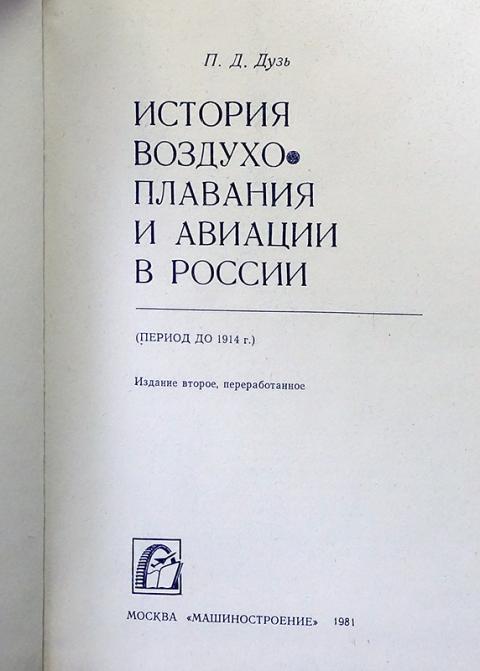 П. Д. Дузь
ИСТОРИЯ
ВОЗДУХО
ПЛАВАНИЯ
И АВИАЦИИ
В РОССИИ
(ПЕРИОД ДО 1914 г.)
Издание второе, переработанное
МОСКВА «МАШИНОСТРОЕНИЕ» 1981